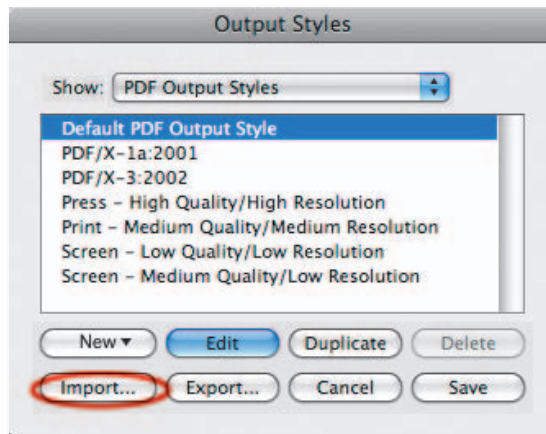 Output Styles
Show: PDF Output Styles
Default PDF Output Style
PDF/X-1a:2001
PDF/X-3:2002
Press – High Quality/High Resolution
Print – Medium Quality/Medium Resolution
Screen – Low Quality/Low Resolution
Screen – Medium Quality/Low Resolution
New Edit Duplicate Delete
Import... Export... Cancel Save